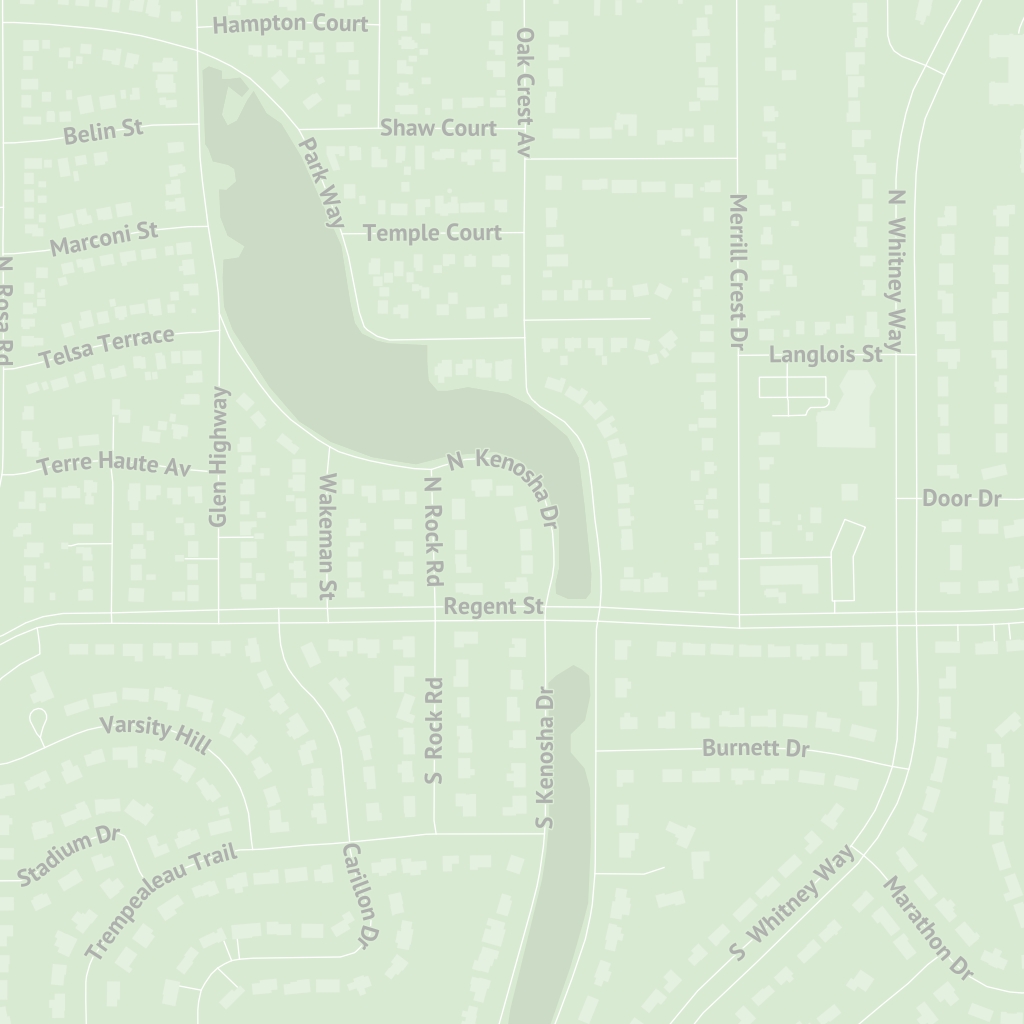 Hampton Court
Oak Crest Av
Belin St
Shaw Court
Park Way
Marconi St
Temple Court
Merrill Crest Dr
N Whitney Way
N Rosa Rd
Telsa Terrace
Langlois St
Glen Highway
Terre Haute Av
N Kenosha Dr
Wakeman St
N Rock Rd
Door Dr
Regent St
Varsity Hill
S Rock Rd
S Kenosha Dr
Burnett Dr
Stadium Dr
Trempealeau Trail
Carillon Dr
S Whitney Way
Marathon Dr